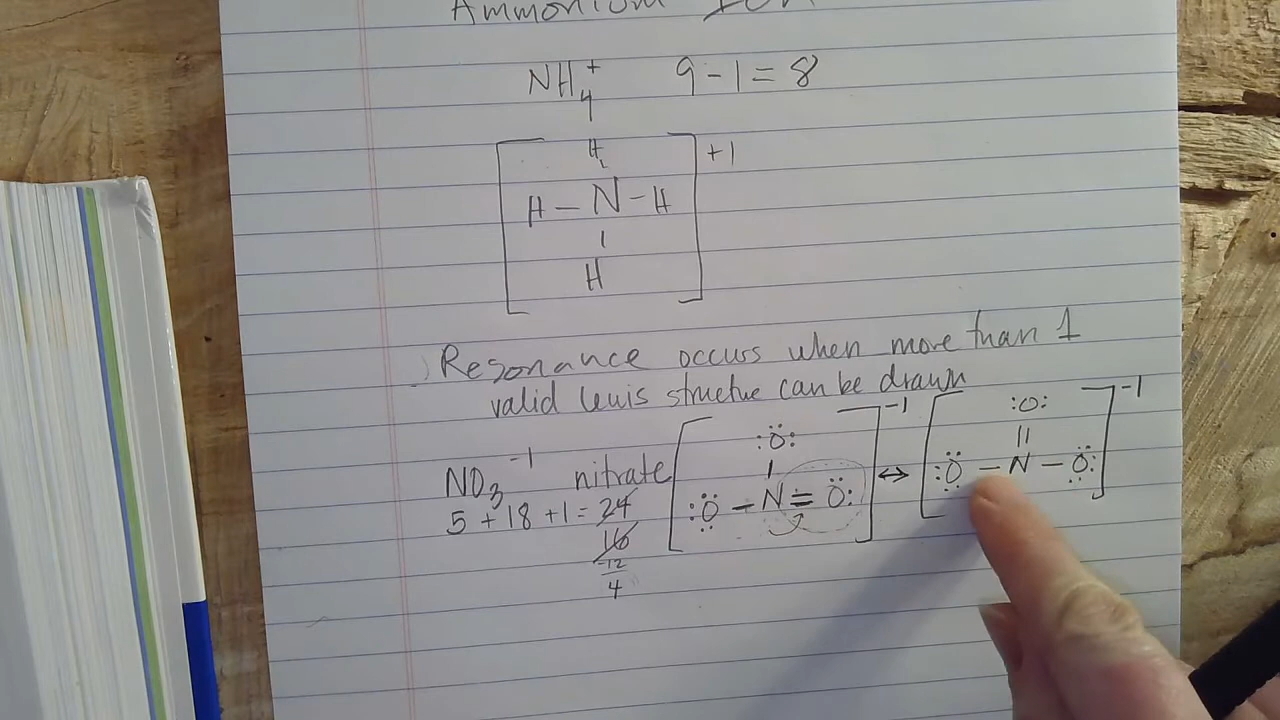 Ammonium Ion
NH₄⁺ 9 - 1 = 8
H
H - N - H
H
+1
Resonance occurs when more than 1
valid lewis structue can be drawn
NO₃⁻¹ nitrate
5 + 18 + 1 = 24
16
-12
4
:Ö:
:Ö - N = Ö:
-1
↔
:O:
:Ö - N - Ö:
-1